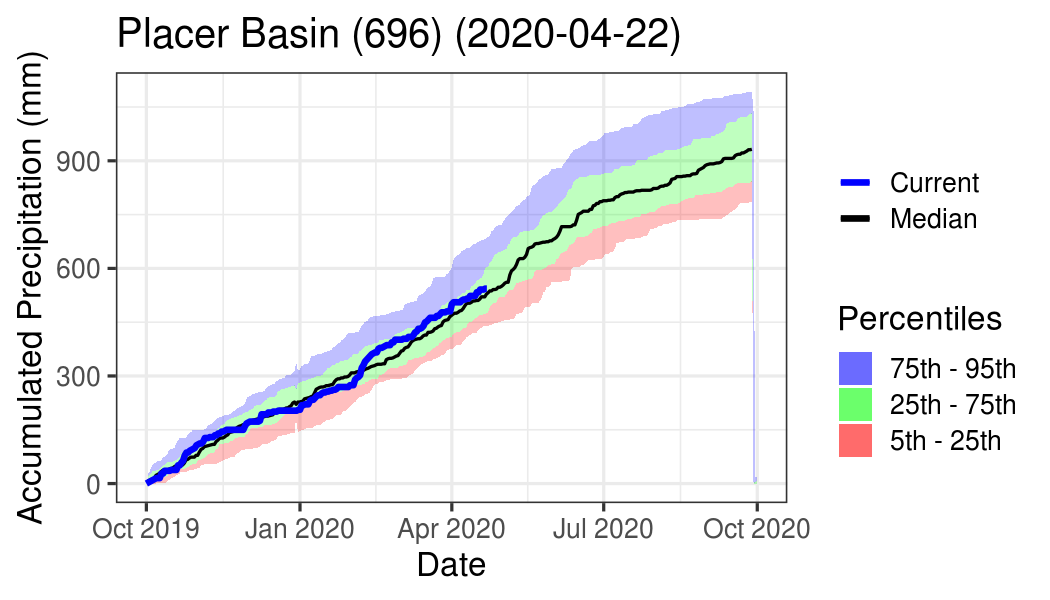 Placer Basin (696) (2020-04-22)
Accumulated Precipitation (mm)
900
600
300
0
Oct 2019
Jan 2020
Apr 2020
Jul 2020
Oct 2020
Date
Current
Median
Percentiles
75th - 95th
25th - 75th
5th - 25th